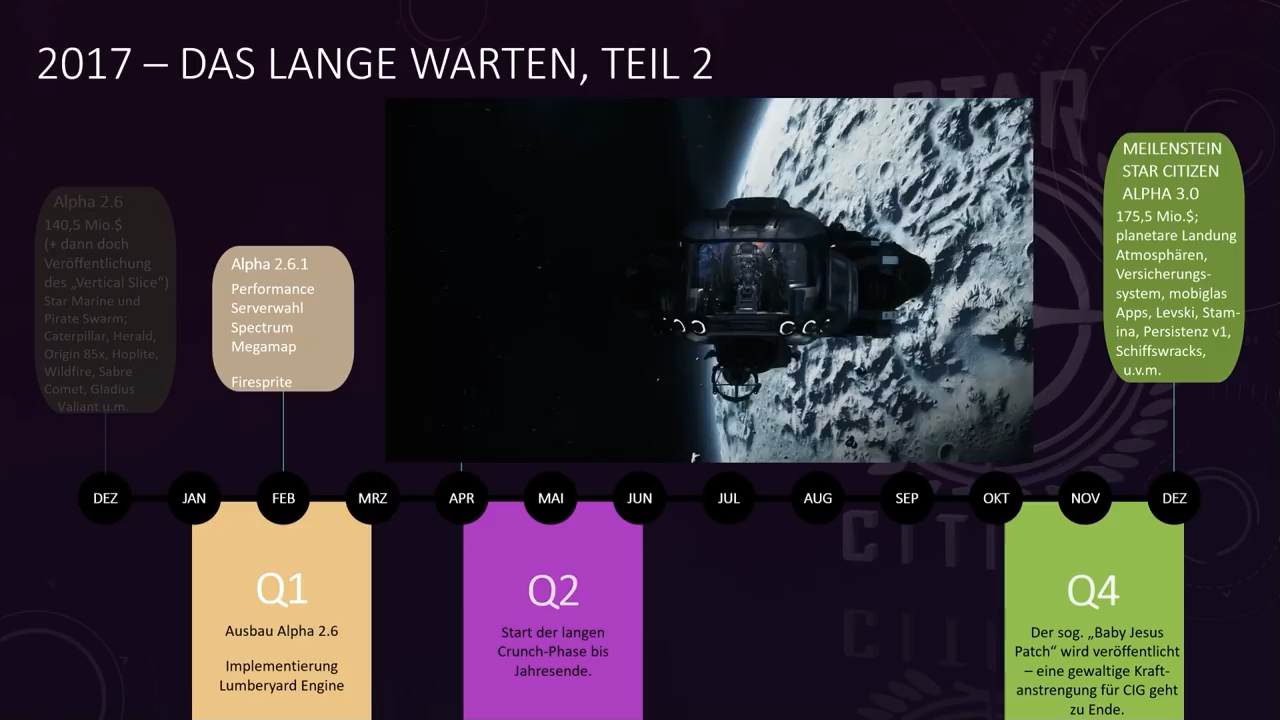 2017 – DAS LANGE WARTEN, TEIL 2
Alpha 2.6
140,5 Mio.$
(+ dann doch
Veröffentlichung
des „Vertical Slice“)
Star Marine und
Pirate Swarm;
Caterpillar, Herald,
Origin 85x, Hoplite,
Wildfire, Sabre
Comet, Gladius
Valiant u.m.
Alpha 2.6.1
Performance
Serverwahl
Spectrum
Megamap
Firesprite
MEILENSTEIN
STAR CITIZEN
ALPHA 3.0
175,5 Mio.$;
planetare Landung
Atmosphären,
Versicherungs-
system, mobiglas
Apps, Levski, Stam-
ina, Persistenz v1,
Schiffswracks,
u.v.m.
DEZ JAN FEB MRZ APR MAI JUN JUL AUG SEP OKT NOV DEZ
Q1
Ausbau Alpha 2.6
Implementierung
Lumberyard Engine
Q2
Start der langen
Crunch-Phase bis
Jahresende.
Q4
Der sog. „Baby Jesus
Patch“ wird veröffentlicht
– eine gewaltige Kraft-
anstrengung für CIG geht
zu Ende.
STAR
CITI